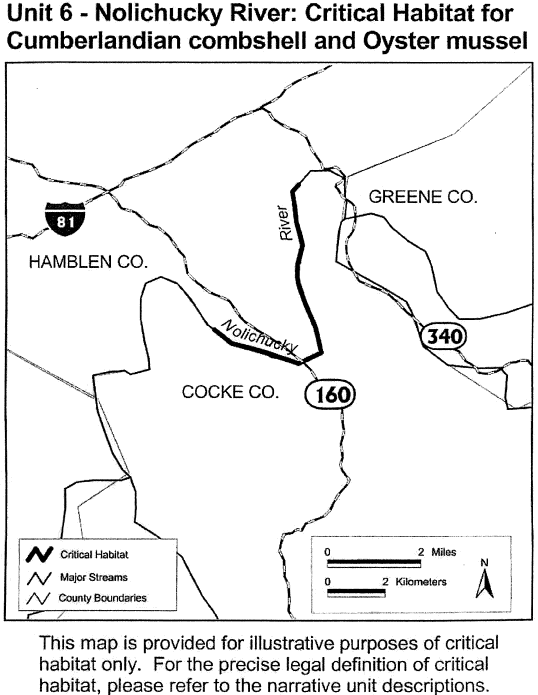 Unit 6 - Nolichucky River: Critical Habitat for
Cumberlandian combshell and Oyster mussel
GREENE CO.
River
81
HAMBLEN CO.
Nolichucky
340
COCKE CO.
160
Critical Habitat
Major Streams
County Boundaries
0 2 Miles
0 2 Kilometers
N
This map is provided for illustrative purposes of critical
habitat only. For the precise legal definition of critical
habitat, please refer to the narrative unit descriptions.